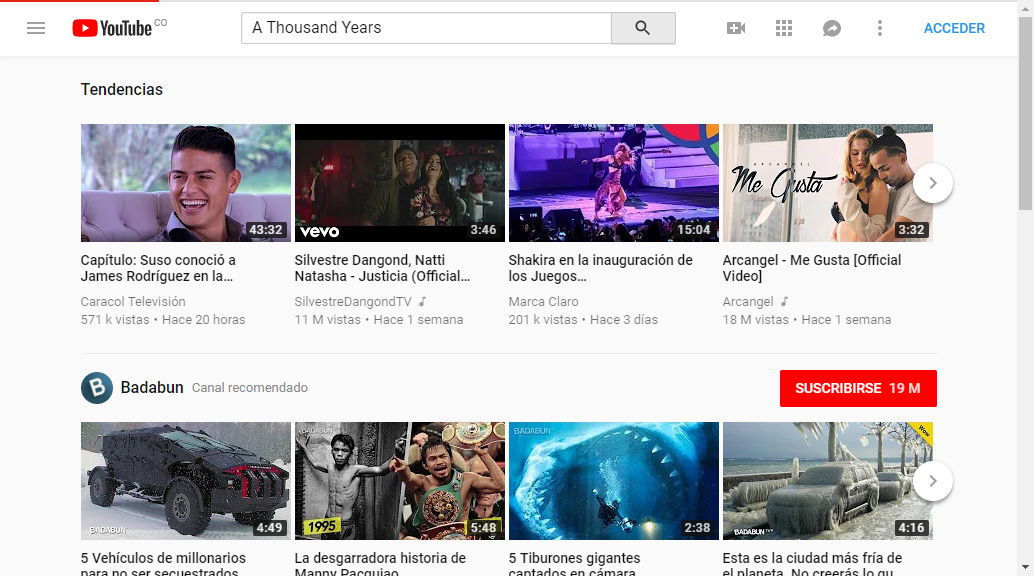 YouTube CO
A Thousand Years
ACCEDER
Tendencias
43:32
vevo
3:46
15:04
ARCANGEL
Me Gusta
3:32
Capítulo: Suso conoció a
James Rodríguez en la...
Caracol Televisión
571 k vistas • Hace 20 horas
Silvestre Dangond, Natti
Natasha - Justicia (Official...
SilvestreDangondTV
11 M vistas • Hace 1 semana
Shakira en la inauguración de
los Juegos...
Marca Claro
201 k vistas • Hace 3 días
Arcangel - Me Gusta [Official
Video]
Arcangel
18 M vistas • Hace 1 semana
B
Badabun Canal recomendado
SUSCRIBIRSE 19 M
BADABUN
4:49
BADABUN
1995
5:48
BADABUN
2:38
Wow
BADABUN
4:16
5 Vehículos de millonarios
para no ser secuestrados
La desgarradora historia de
Manny Pacquiao
5 Tiburones gigantes
captados en cámara
Esta es la ciudad más fría de
el planeta. No creerás lo qu